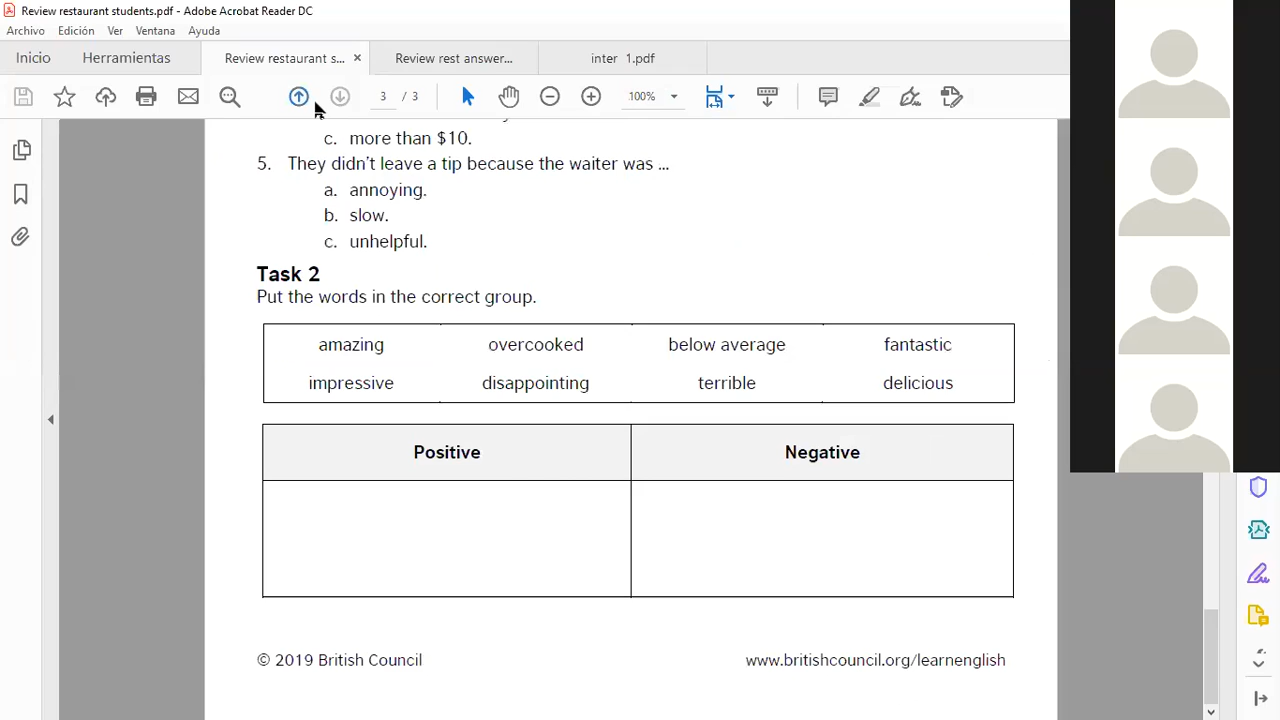 Review restaurant students.pdf - Adobe Acrobat Reader DC
Archivo Edición Ver Ventana Ayuda
Inicio Herramientas Review restaurant s... × Review rest answer... inter 1.pdf
3 / 3 100%
c. more than $10.
5. They didn't leave a tip because the waiter was ...
a. annoying.
b. slow.
c. unhelpful.
Task 2
Put the words in the correct group.
amazing overcooked below average fantastic
impressive disappointing terrible delicious
Positive Negative
© 2019 British Council www.britishcouncil.org/learnenglish